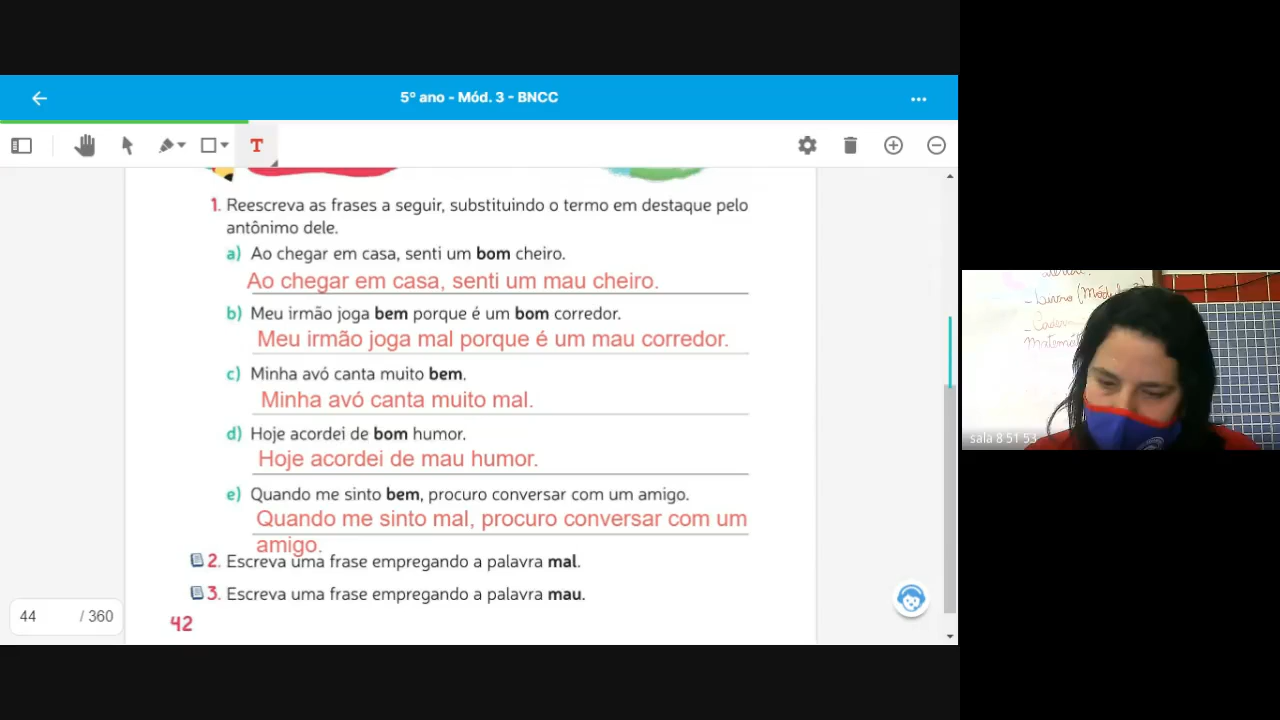 5º ano - Mód. 3 - BNCC
T
1. Reescreva as frases a seguir, substituindo o termo em destaque pelo
antônimo dele.
a) Ao chegar em casa, senti um bom cheiro.
Ao chegar em casa, senti um mau cheiro.
b) Meu irmão joga bem porque é um bom corredor.
Meu irmão joga mal porque é um mau corredor.
c) Minha avó canta muito bem.
Minha avó canta muito mal.
d) Hoje acordei de bom humor.
Hoje acordei de mau humor.
e) Quando me sinto bem, procuro conversar com um amigo.
Quando me sinto mal, procuro conversar com um
amigo.
2. Escreva uma frase empregando a palavra mal.
3. Escreva uma frase empregando a palavra mau.
42
44 / 360
- Livro (Módulo
- Cadern
Matemát
sala 8 51 53